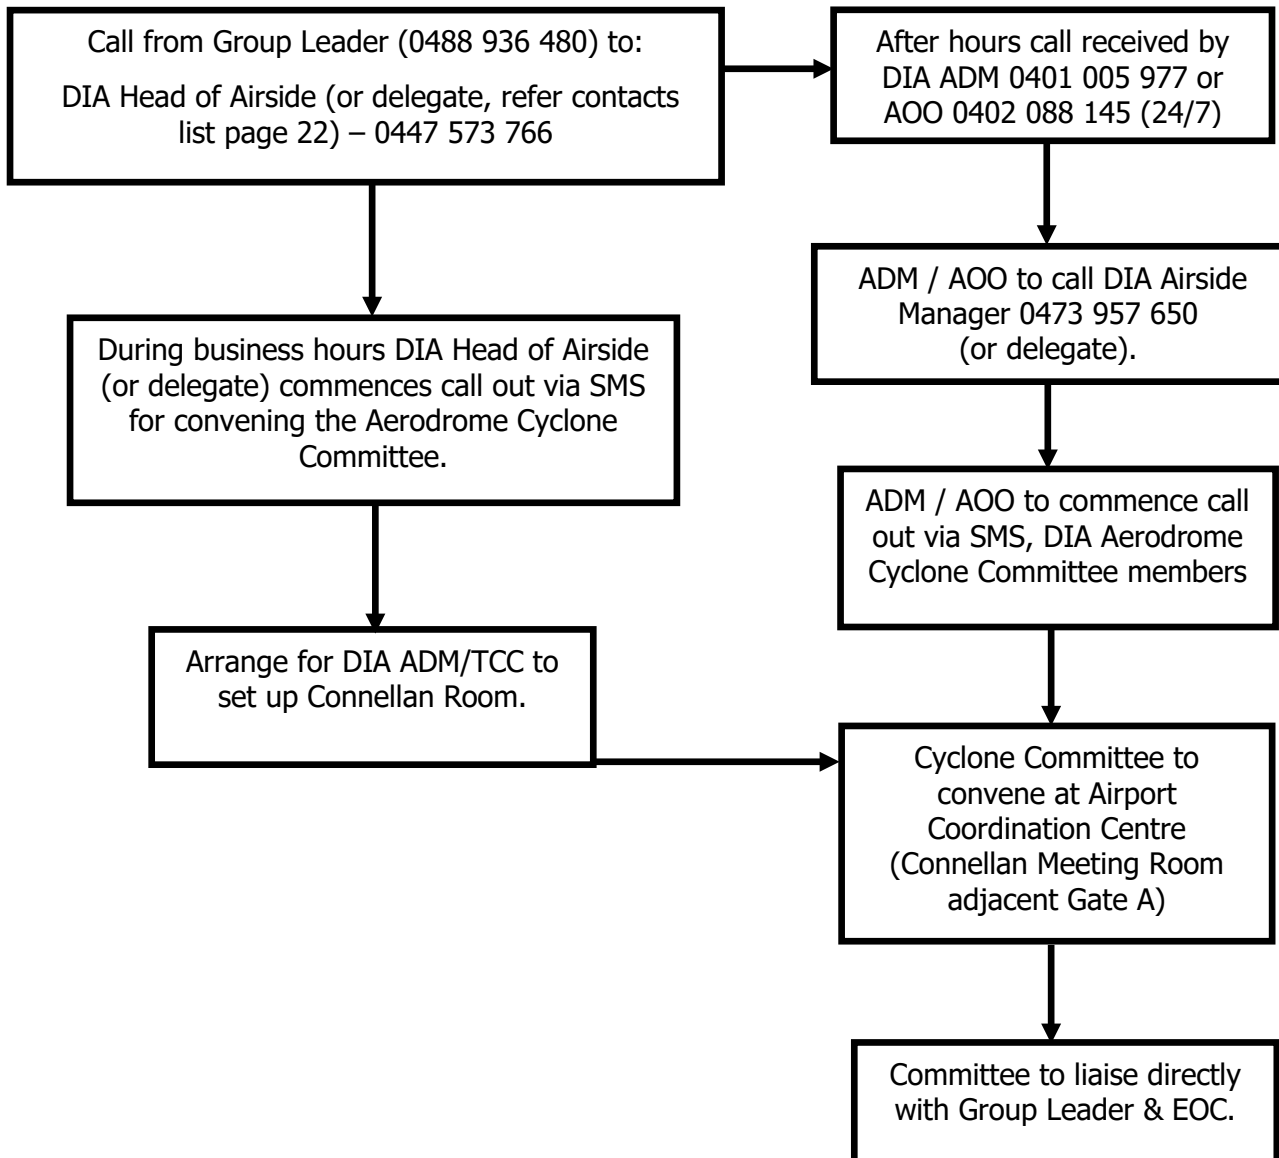 Call from Group Leader (0488 936 480) to:
DIA Head of Airside (or delegate, refer contacts
list page 22) – 0447 573 766
After hours call received by
DIA ADM 0401 005 977 or
AOO 0402 088 145 (24/7)
During business hours DIA Head of Airside
(or delegate) commences call out via SMS
for convening the Aerodrome Cyclone
Committee.
ADM / AOO to call DIA Airside
Manager 0473 957 650
(or delegate).
ADM / AOO to commence call
out via SMS, DIA Aerodrome
Cyclone Committee members
Arrange for DIA ADM/TCC to
set up Connellan Room.
Cyclone Committee to
convene at Airport
Coordination Centre
(Connellan Meeting Room
adjacent Gate A)
Committee to liaise directly
with Group Leader & EOC.